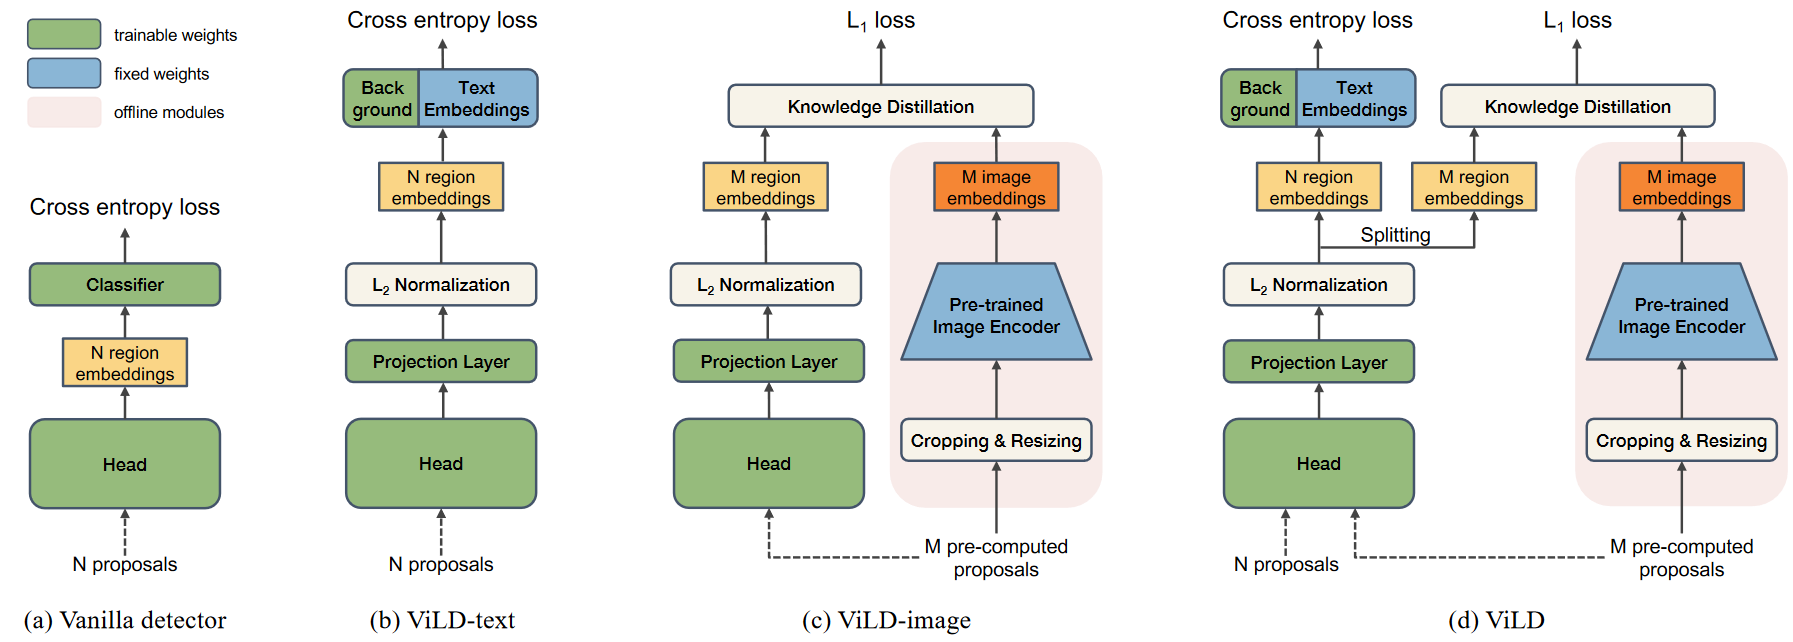 trainable weights
fixed weights
offline modules
Cross entropy loss
Classifier
N region
embeddings
Head
N proposals
(a) Vanilla detector
Cross entropy loss
Back
ground
Text
Embeddings
N region
embeddings
L2 Normalization
Projection Layer
Head
N proposals
(b) ViLD-text
L1 loss
Knowledge Distillation
M region
embeddings
M image
embeddings
L2 Normalization
Pre-trained
Image Encoder
Projection Layer
Head
Cropping & Resizing
M pre-computed
proposals
(c) ViLD-image
Cross entropy loss
L1 loss
Back
ground
Text
Embeddings
Knowledge Distillation
N region
embeddings
M region
embeddings
M image
embeddings
Splitting
L2 Normalization
Pre-trained
Image Encoder
Projection Layer
Head
Cropping & Resizing
N proposals
M pre-computed
proposals
(d) ViLD